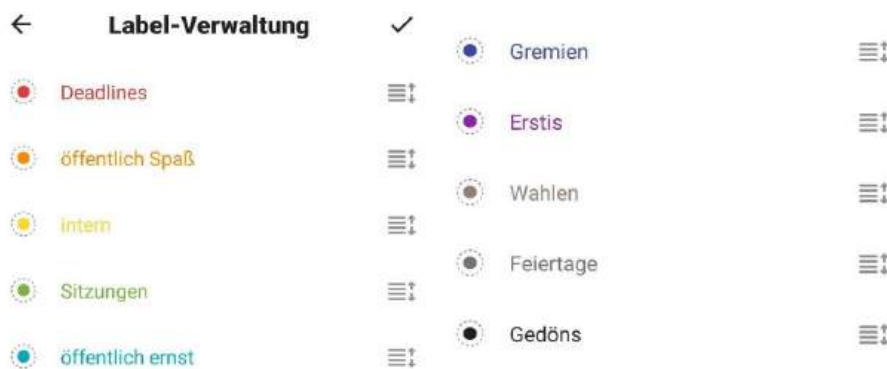 Label-Verwaltung
Deadlines
öffentlich Spaß
intern
Sitzungen
öffentlich ernst
Gremien
Erstis
Wahlen
Feiertage
Gedöns